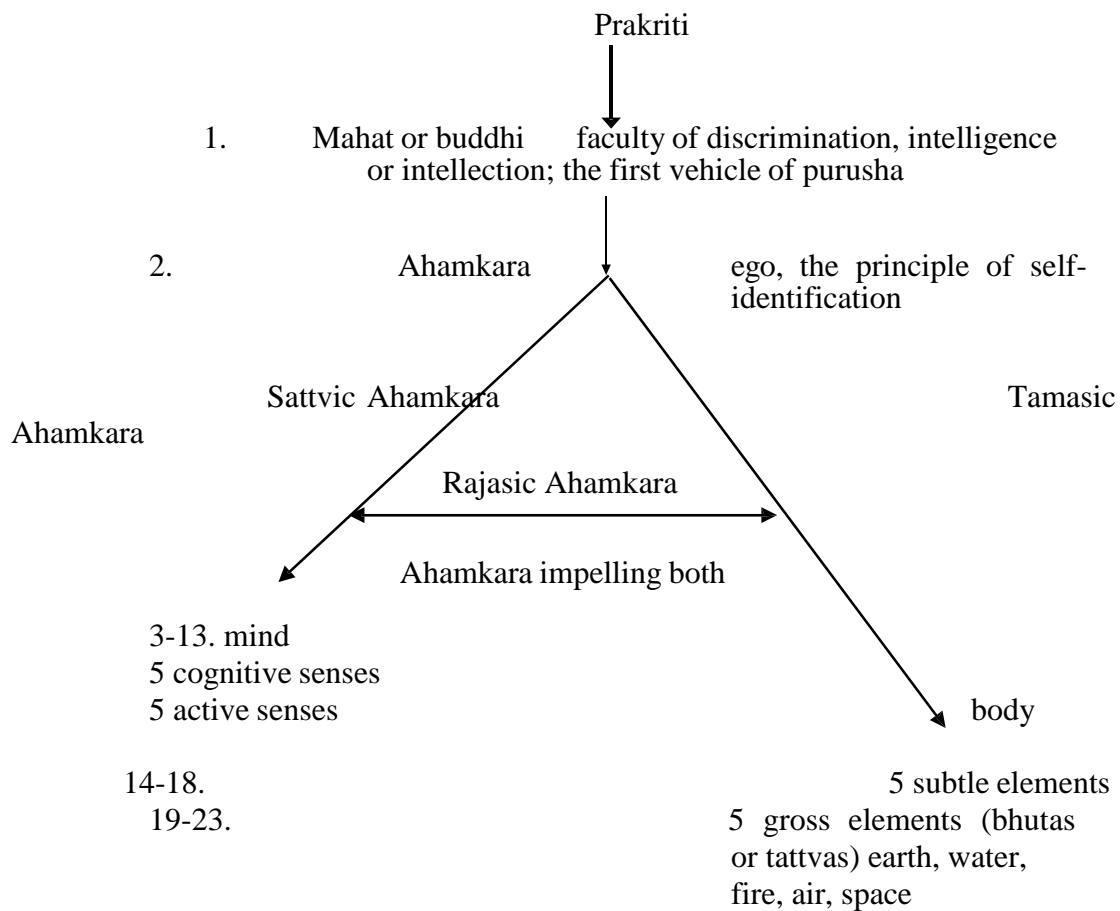 Prakriti
1. Mahat or buddhi faculty of discrimination, intelligence
or intellection; the first vehicle of purusha
2. Ahamkara ego, the principle of self-
identification
Sattvic Ahamkara Tamasic
Ahamkara
Rajasic Ahamkara
Ahamkara impelling both
3-13. mind
5 cognitive senses
5 active senses body
14-18. 5 subtle elements
19-23. 5 gross elements (bhutas
or tattvas) earth, water,
fire, air, space